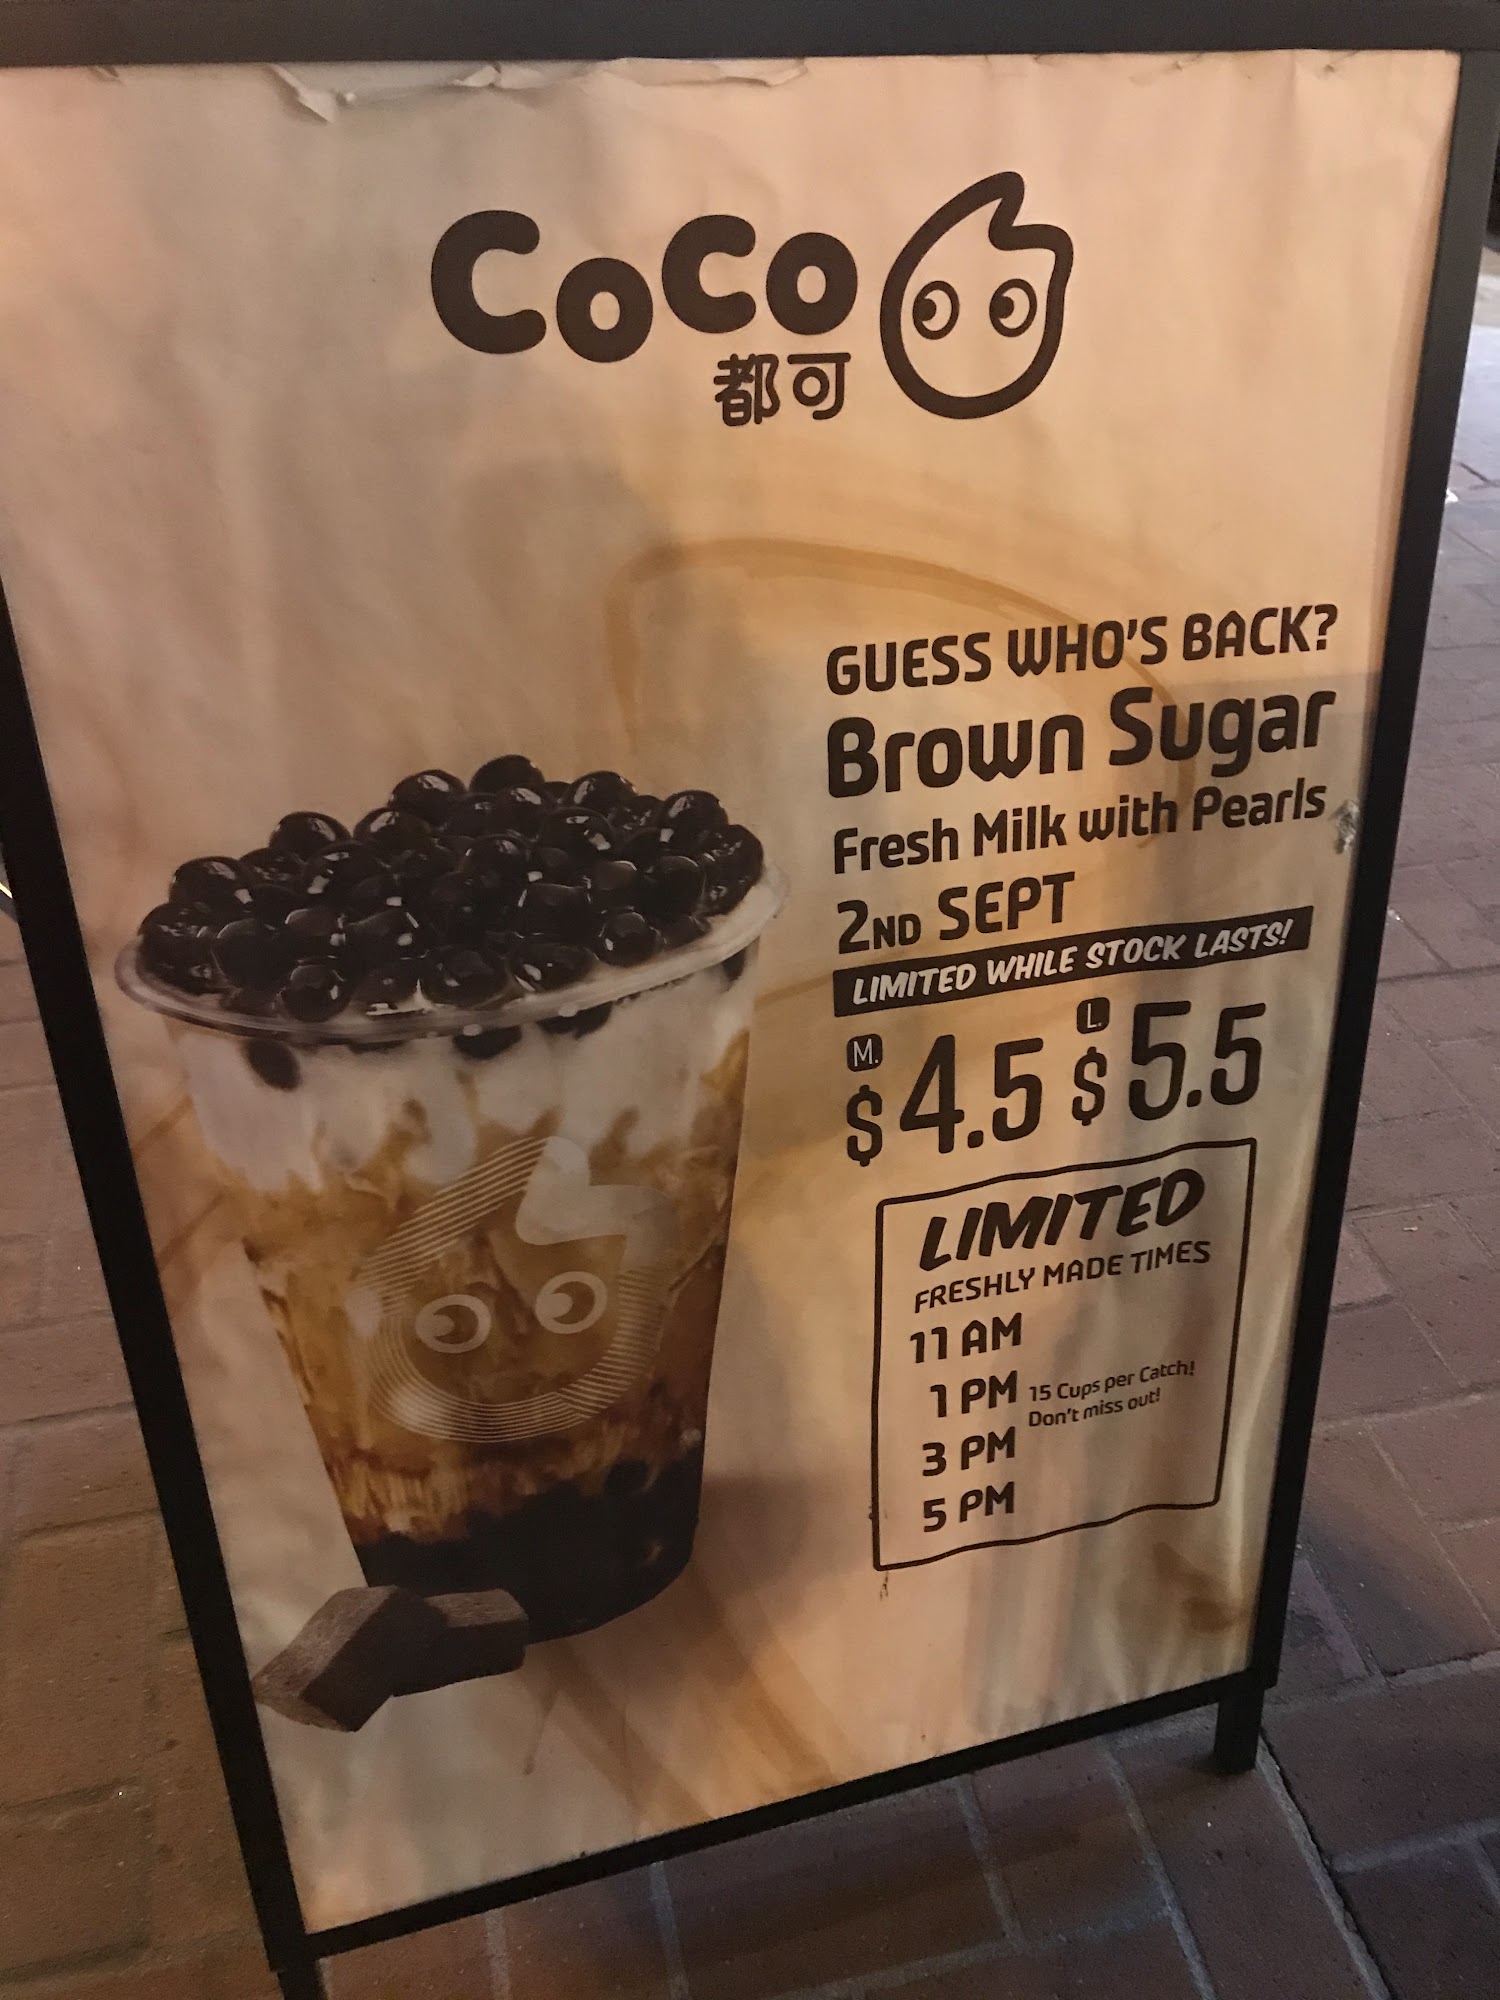 CoCo
都可
GUESS WHO'S BACK?
Brown Sugar
Fresh Milk with Pearls
2ND SEPT
LIMITED WHILE STOCK LASTS!
M. $4.5 L. $5.5
LIMITED
FRESHLY MADE TIMES
11 AM
1 PM
15 Cups per Catch!
Don't miss out!
3 PM
5 PM